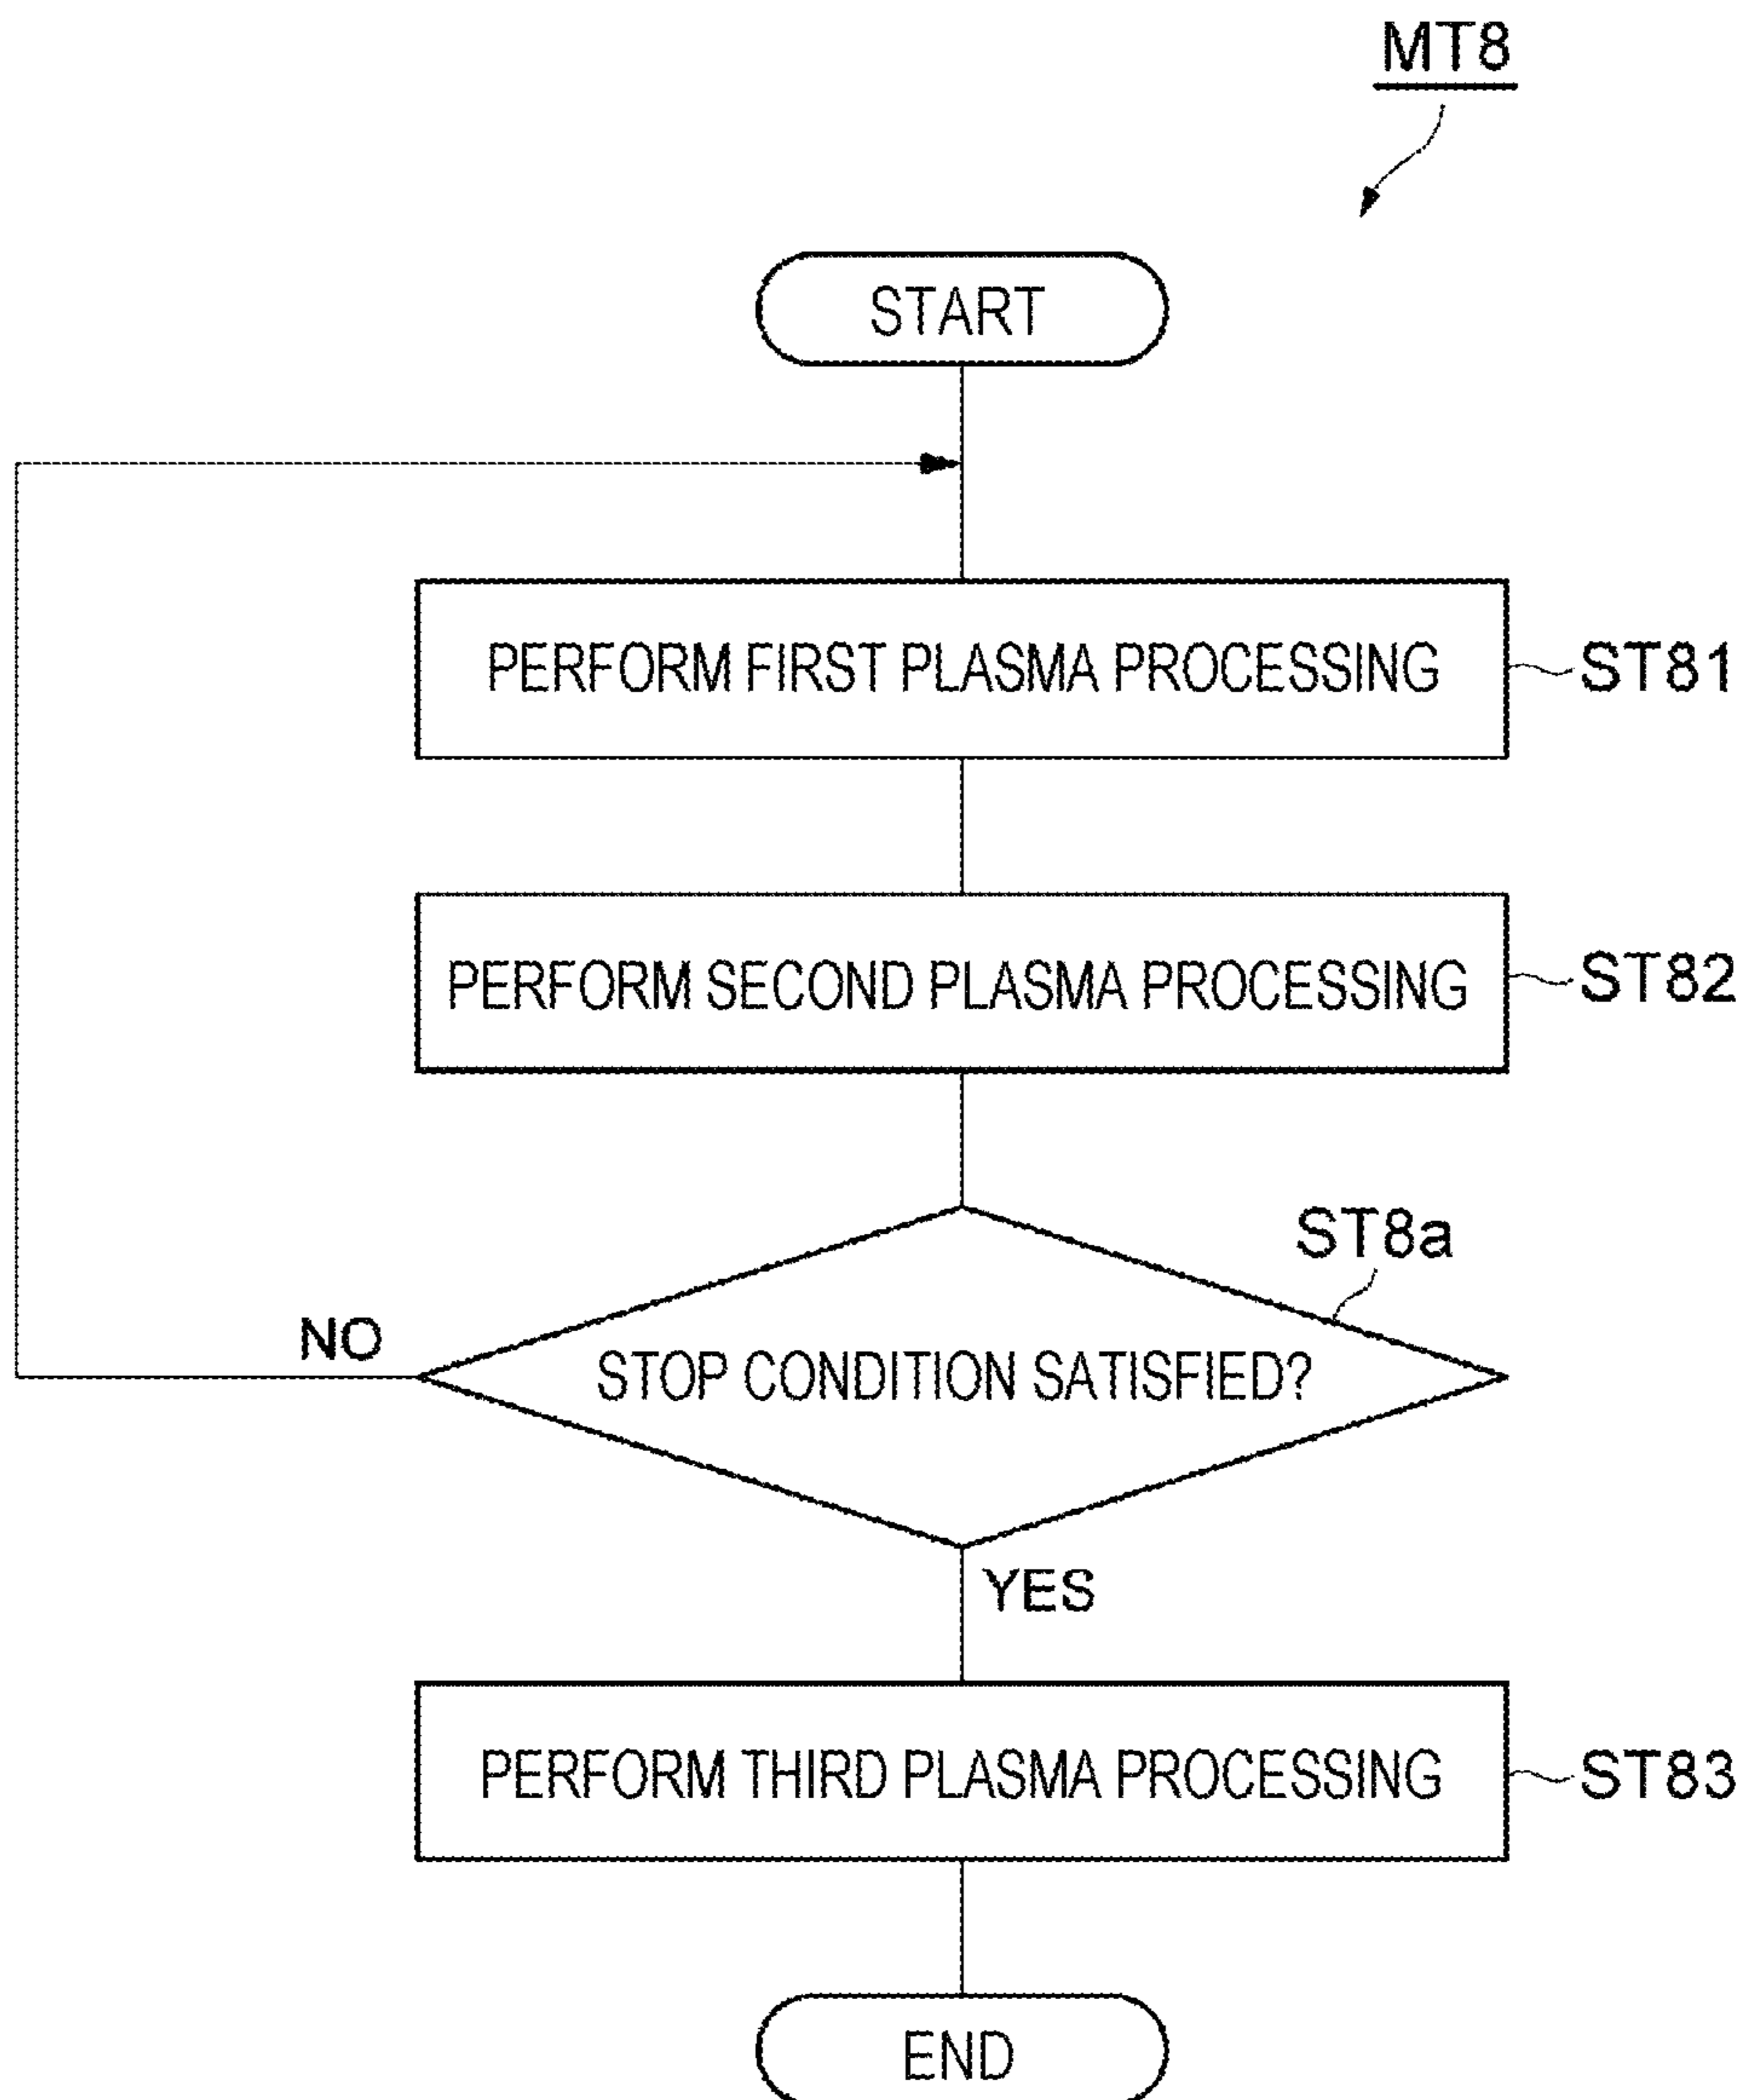 MT8
START
PERFORM FIRST PLASMA PROCESSING
ST81
PERFORM SECOND PLASMA PROCESSING
ST82
ST8a
NO
STOP CONDITION SATISFIED?
YES
PERFORM THIRD PLASMA PROCESSING
ST83
END